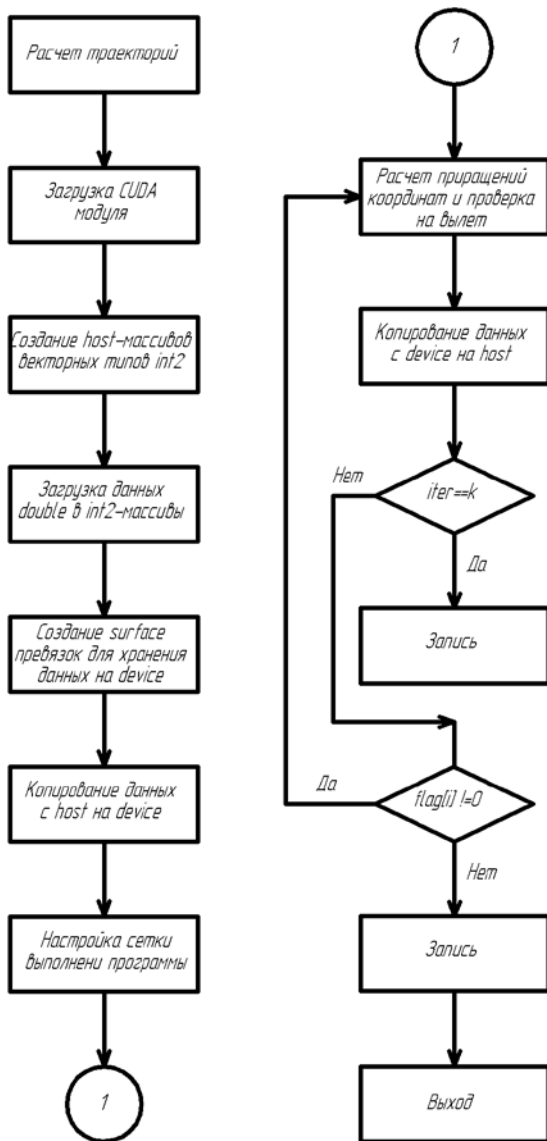 Расчет траекторий
Загрузка CUDA
модуля
Создание host-массивов
векторных типов int2
Загрузка данных
double в int2-массивы
Создание surface
превязок для хранения
данных на device
Копирование данных
с host на device
Настройка сетки
выполнени программы
1
1
Расчет приращений
координат и проверка
на вылет
Копирование данных
с device на host
Нет
iter==k
Да
Запись
Да
flag[i] !=0
Нет
Запись
Выход